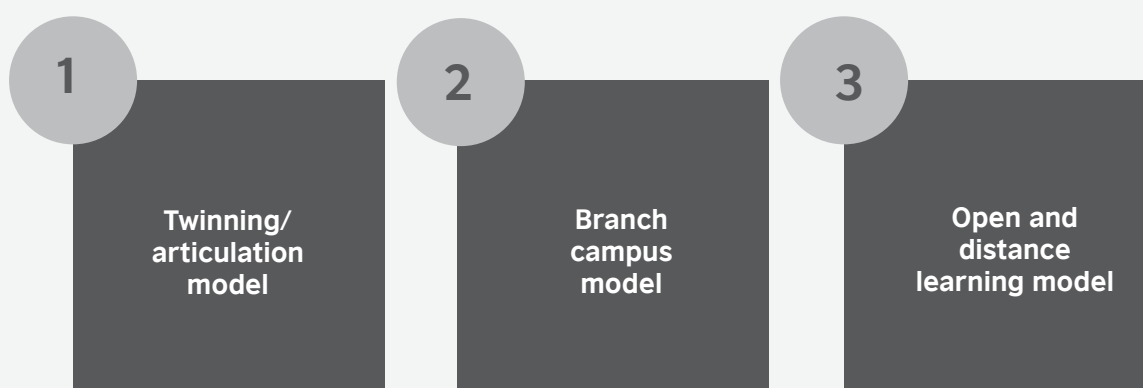 1
Twinning/
articulation
model
2
Branch
campus
model
3
Open and
distance
learning model